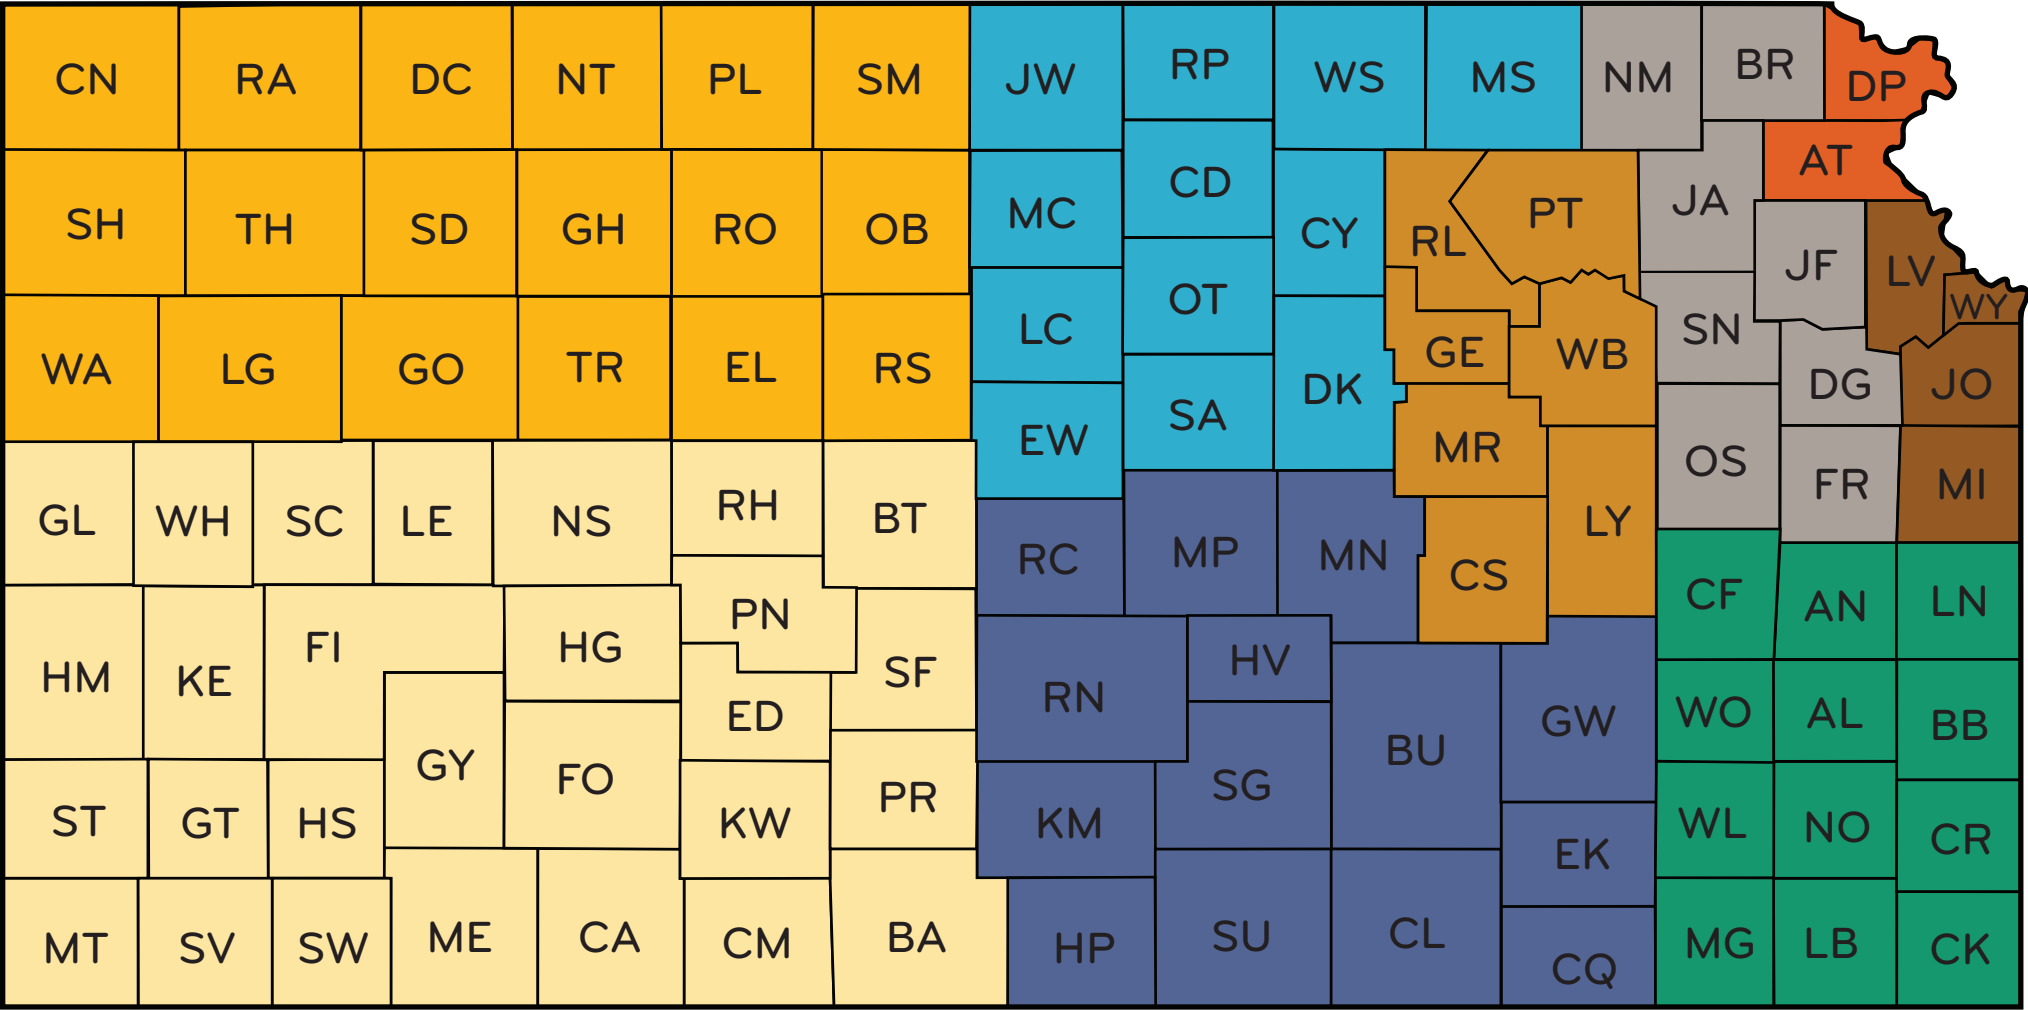 CN RA DC NT PL SM JW RP WS MS NM BR DP
SH TH SD GH RO OB MC CD CY RL PT JA AT
WA LG GO TR EL RS LC OT DK GE WB SN JF LV WY
EW SA MR DG JO
GL WH SC LE NS RH BT RC MP MN CS LY OS FR MI
HM KE FI HG PN SF RN HV CF AN LN
GY FO ED BU GW WO AL BB
ST GT HS KW PR KM SG EK WL NO CR
MT SV SW ME CA CM BA HP SU CL CQ MG LB CK